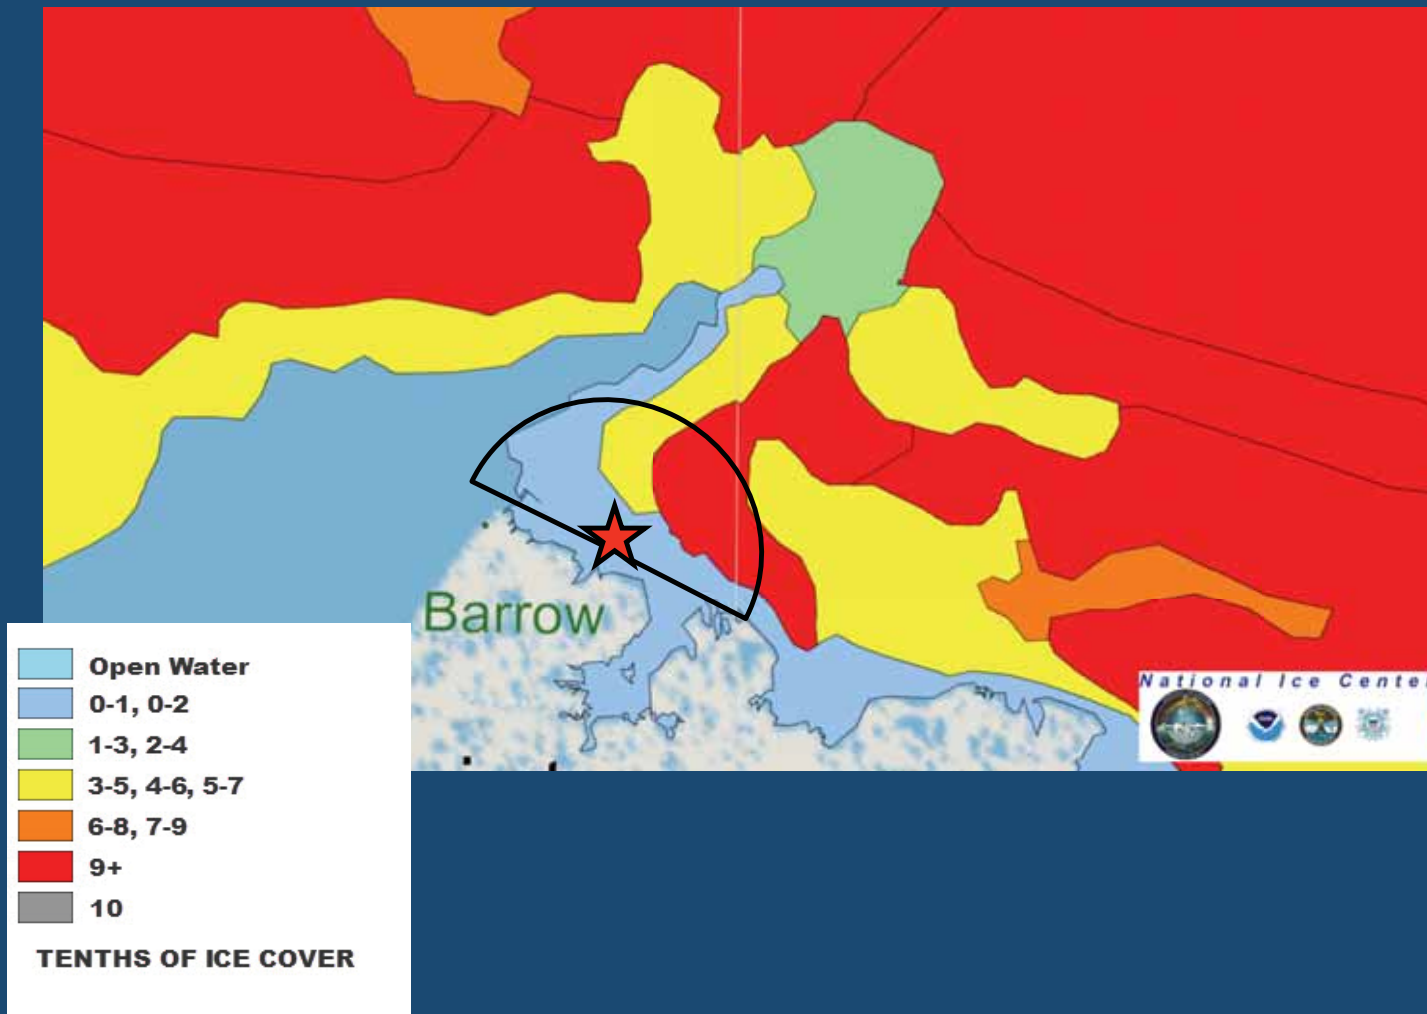 Barrow
National Ice Cente
Open Water
0-1, 0-2
1-3, 2-4
3-5, 4-6, 5-7
6-8, 7-9
9+
10
TENTHS OF ICE COVER